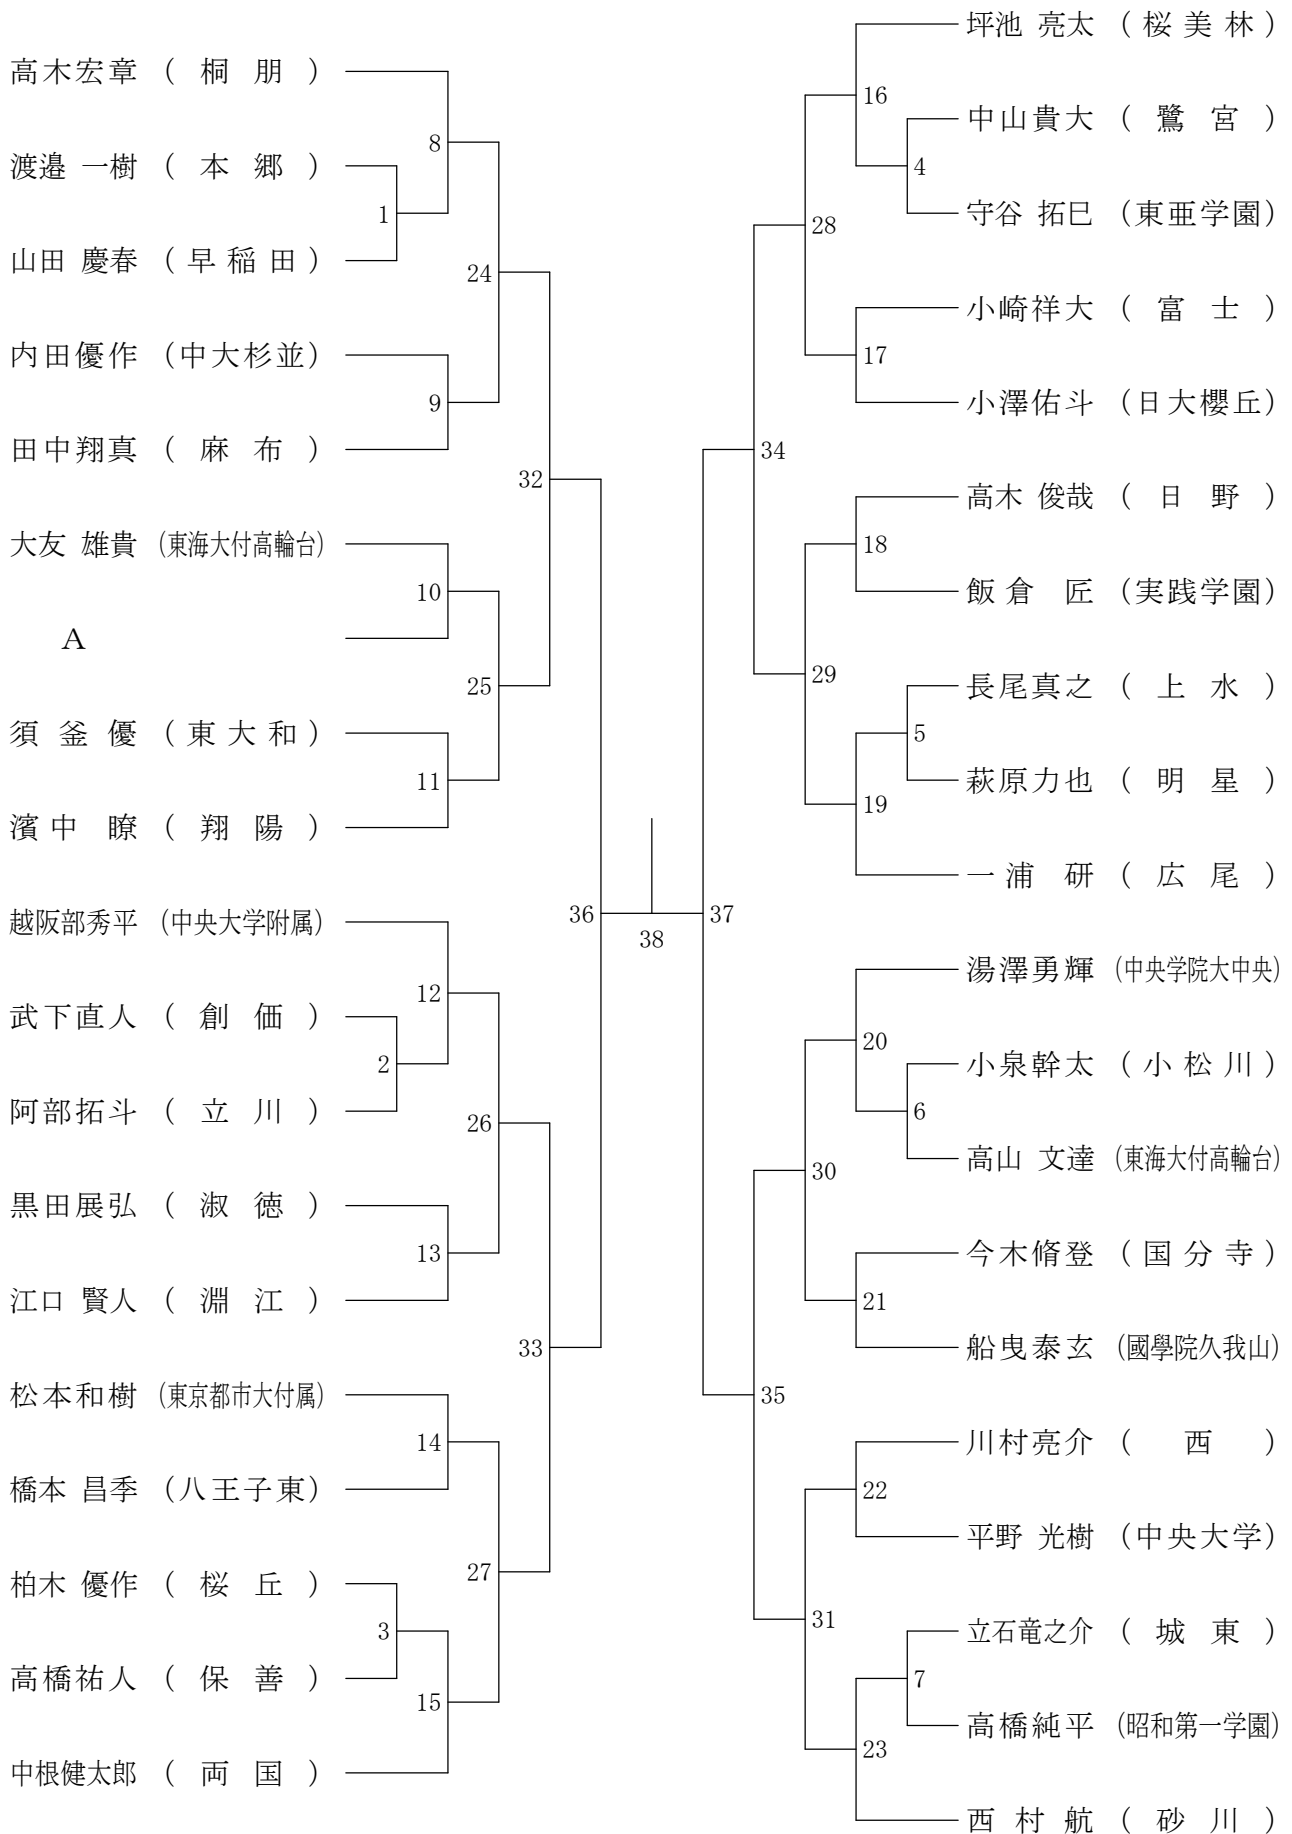 高木宏章 （ 桐 朋 ）
渡邉 一樹 （ 本 郷 ）
山田 慶春 （ 早 稲 田 ）
内田優作 （中大杉並）
田中翔真 （ 麻 布 ）
大友 雄貴 （東海大付高輪台）
A
須 釜 優 （ 東 大 和 ）
濱 中 瞭 （ 翔 陽 ）
越阪部秀平 （中央大学附属）
武下直人 （ 創 価 ）
阿部拓斗 （ 立 川 ）
黒田展弘 （ 淑 徳 ）
江口 賢人 （ 淵 江 ）
松本和樹 （東京都市大付属）
橋本 昌季 （八王子東）
柏木 優作 （ 桜 丘 ）
高橋祐人 （ 保 善 ）
中根健太郎 （ 両 国 ）
8
1
24
9
32
10
25
11
36
12
2
26
13
33
14
27
3
15
38
37
16
4
28
17
34
18
29
5
19
20
6
30
21
35
22
31
7
23
坪池 亮太 （ 桜 美 林 ）
中山貴大 （ 鷺 宮 ）
守谷 拓巳 （東亜学園）
小崎祥大 （ 富 士 ）
小澤佑斗 （日大櫻丘）
高木 俊哉 （ 日 野 ）
飯 倉 匠 （実践学園）
長尾真之 （ 上 水 ）
萩原力也 （ 明 星 ）
一 浦 研 （ 広 尾 ）
湯澤勇輝 （中央学院大中央）
小泉幹太 （ 小 松 川 ）
高山 文達 （東海大付高輪台）
今木脩登 （ 国 分 寺 ）
船曳泰玄 （國學院久我山）
川村亮介 （ 西 ）
平野 光樹 （中央大学）
立石竜之介 （ 城 東 ）
高橋純平 （昭和第一学園）
西 村 航 （ 砂 川 ）